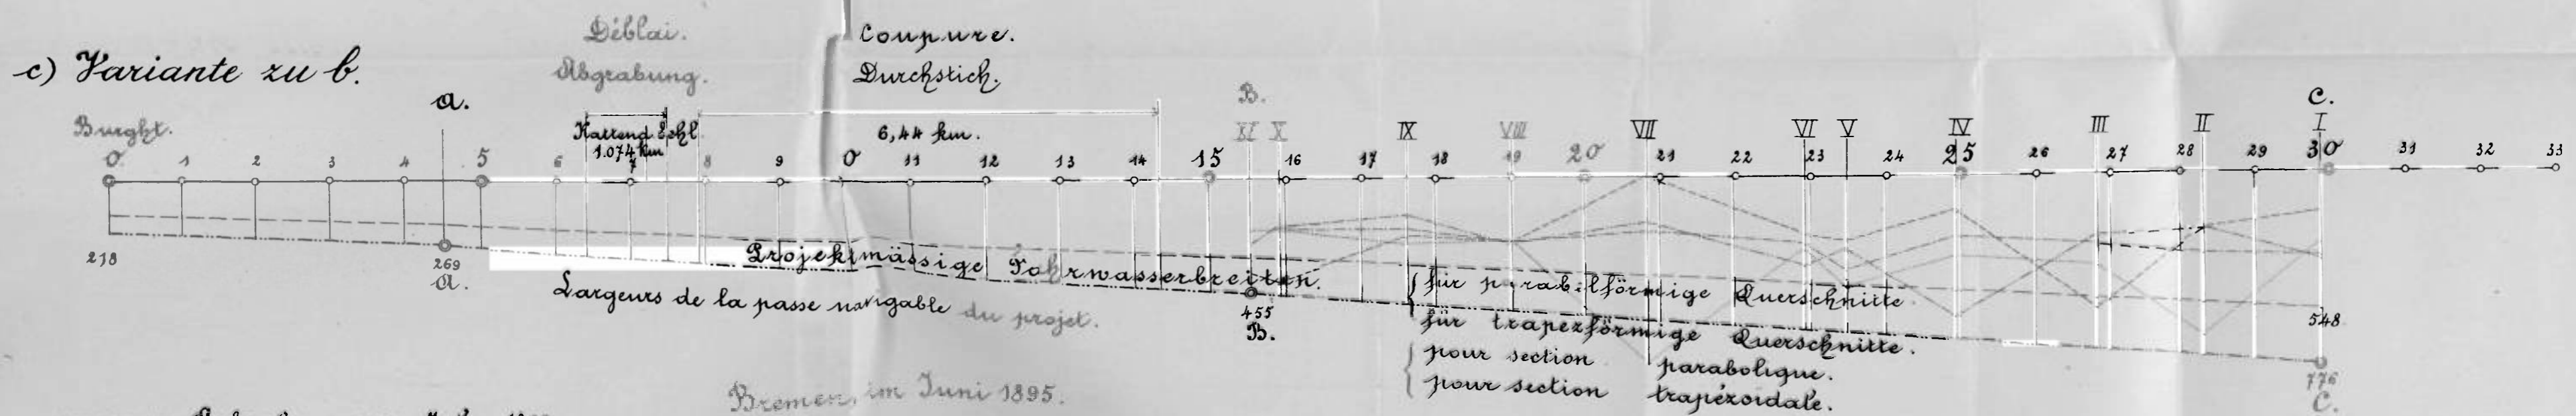 Déblai. Coupure.
c) Variante zu b. Abgrabung. Durchstich.
a. B. C.
Burght. 6,44 km. XI X IX VIII VII VI V IV III II I
1.074 km
0 1 2 3 4 5 6 7 8 9 0 11 12 13 14 15 16 17 18 19 20 21 22 23 24 25 26 27 28 29 30 31 32 33
218 269 Projektmässige Fahrwasserbreiten. { für parabelförmige Querschnitte
a. Largeurs de la passe navigable du projet. 455 für trapezförmige Querschnitte. 548
B. { pour section parabolique.
Bremen, im Juni 1895. pour section trapézoidale. 776
C.